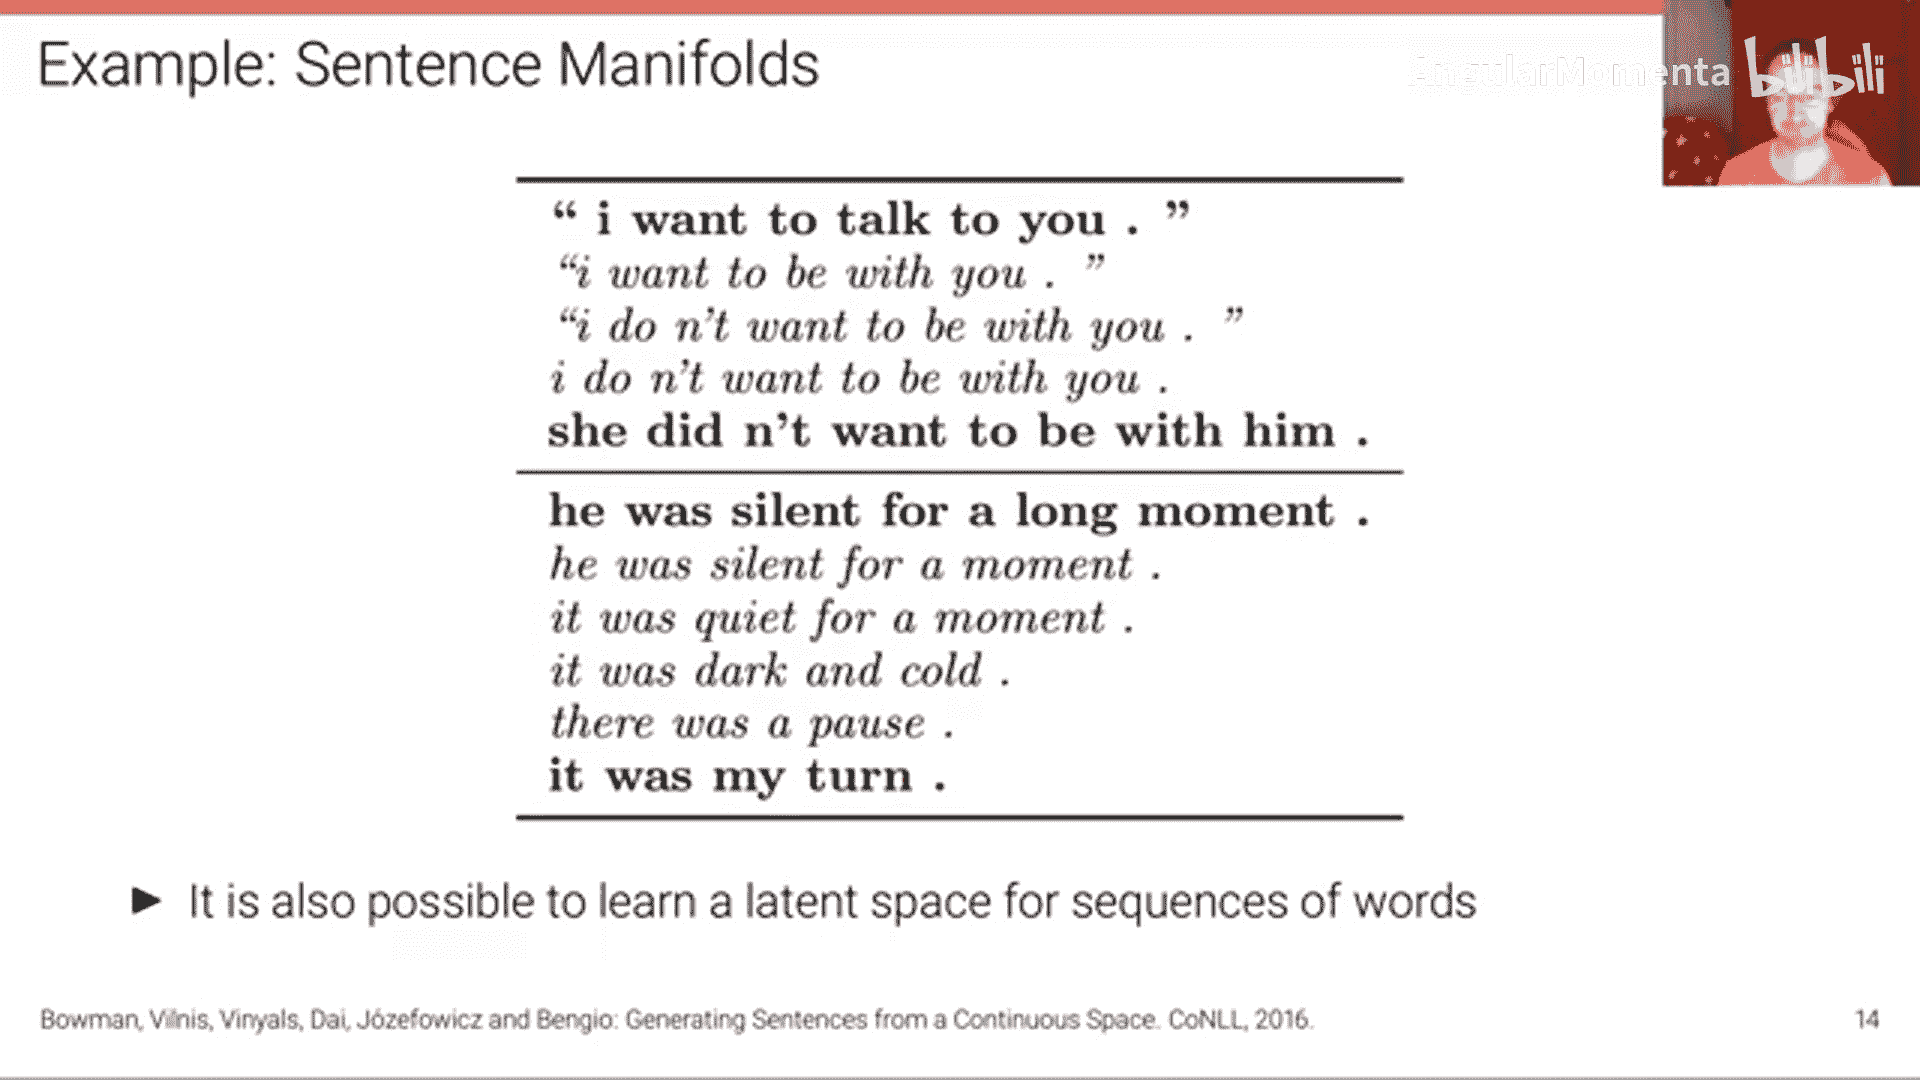 Example: Sentence Manifolds
AngularMomenta bilibili
“ i want to talk to you . ”
“i want to be with you . ”
“i do n’t want to be with you . ”
i do n’t want to be with you .
she did n’t want to be with him .
he was silent for a long moment .
he was silent for a moment .
it was quiet for a moment .
it was dark and cold .
there was a pause .
it was my turn .
► It is also possible to learn a latent space for sequences of words
Bowman, Vilnis, Vinyals, Dai, Józefowicz and Bengio: Generating Sentences from a Continuous Space. CoNLL, 2016.
14